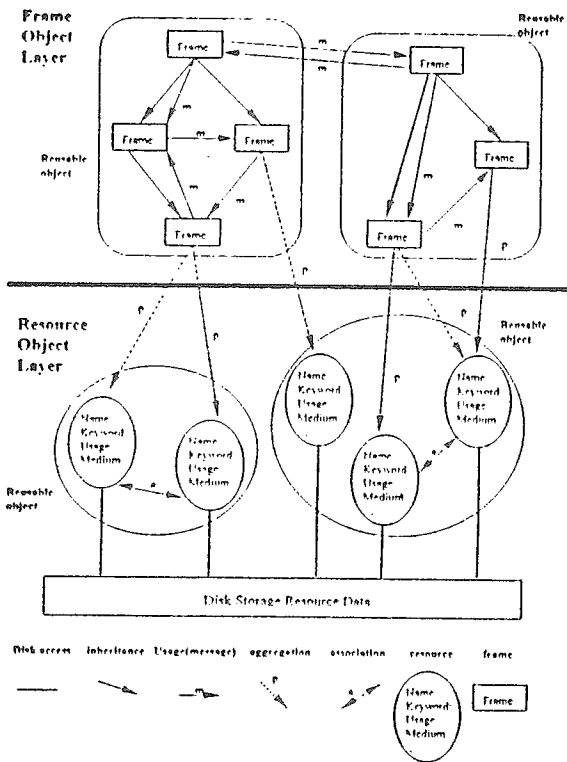 Frame
Object
Layer
Reusable
object
Frame
m
m
Frame
m
Frame
m
Frame
Frame
Reusable
object
m
m
m
Frame
Frame
m
p
p
p
Resource
Object
Layer
p
p
Reusable
object
Name
Keyword
Usage
Medium
Name
Keyword
Usage
Medium
Name
Keyword
Usage
Medium
Name
Keyword
Usage
Medium
Name
Keyword
Usage
Medium
a
a
Reusable
object
Disk Storage Resource Data
Disk access
inheritance
Usage(message)
aggregation
association
resource
frame
m
p
a
Name
Keyword
Usage
Medium
Frame